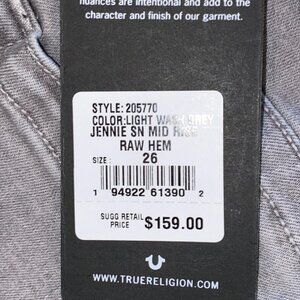 nuances are intentional and add to the
character and finish of our garment.
STYLE: 205770
COLOR:LIGHT WASH GREY
JENNIE SN MID RISE
RAW HEM
SIZE : 26
1 94922 61390 2
SUGG RETAIL
PRICE $159.00
WWW.TRUERELIGION.COM